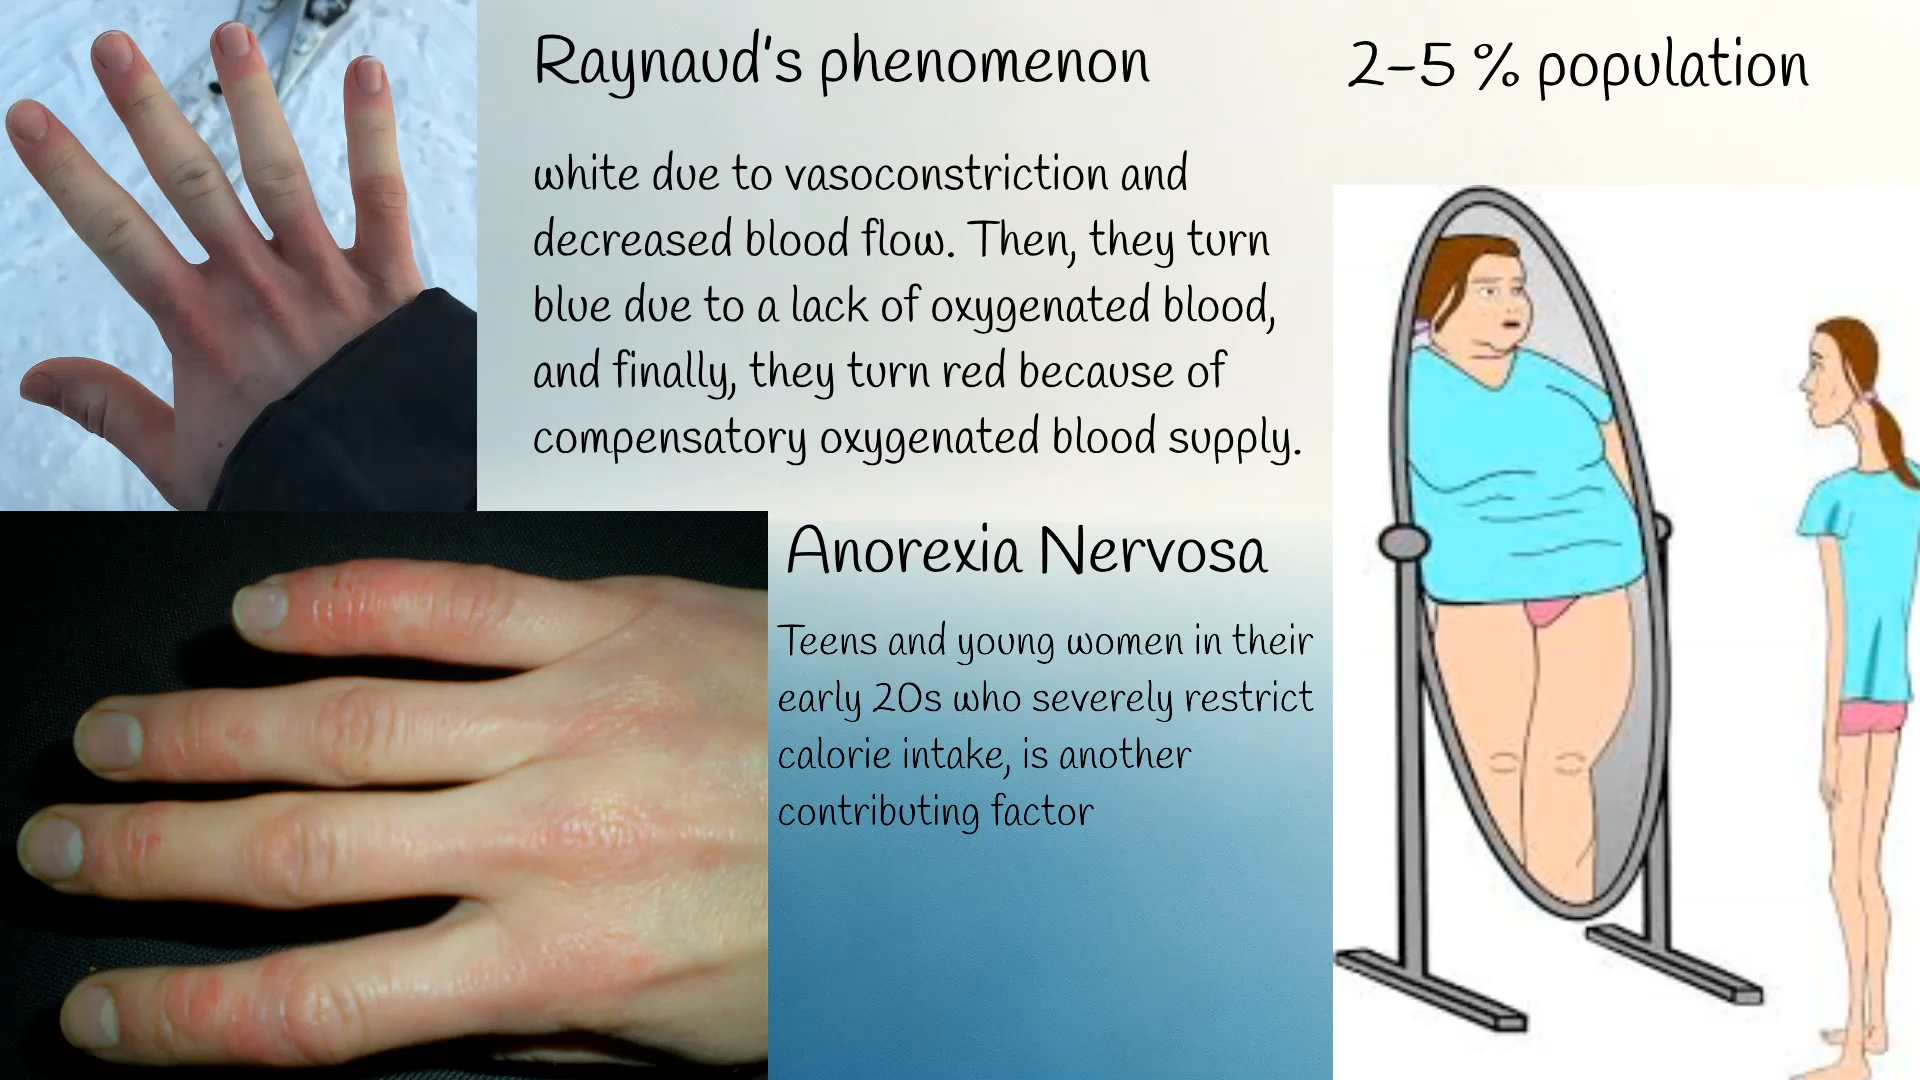 Raynaud's phenomenon
2-5 % population
white due to vasoconstriction and
decreased blood flow. Then, they turn
blue due to a lack of oxygenated blood,
and finally, they turn red because of
compensatory oxygenated blood supply.
Anorexia Nervosa
Teens and young women in their
early 20s who severely restrict
calorie intake, is another
contributing factor